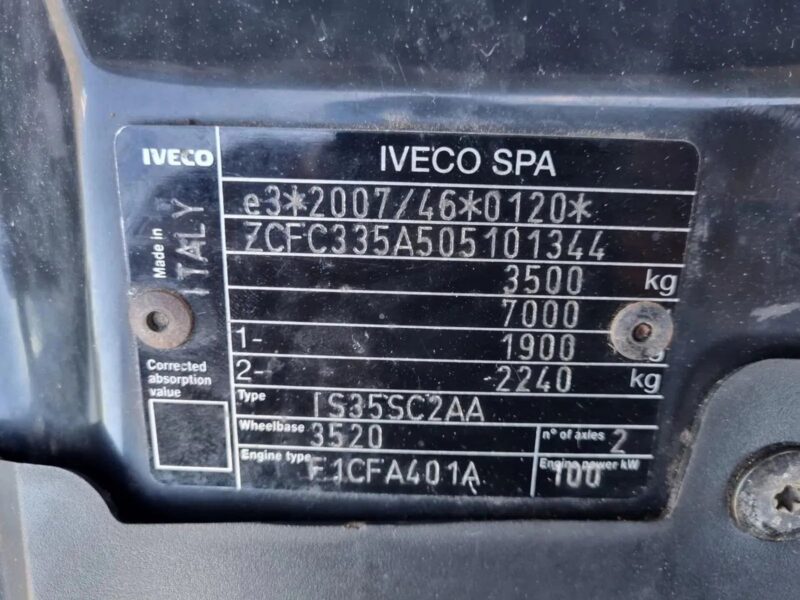 IVECO
IVECO SPA
Made in
ITALY
e3*2007/46*0120*
ZCFC335A505101344
3500 kg
7000
1- 1900
2- 2240 kg
Corrected
absorption
value
Type IS35SC2AA
Wheelbase 3520
n° of axles 2
Engine type F1CFA401A
Engine power kW 100